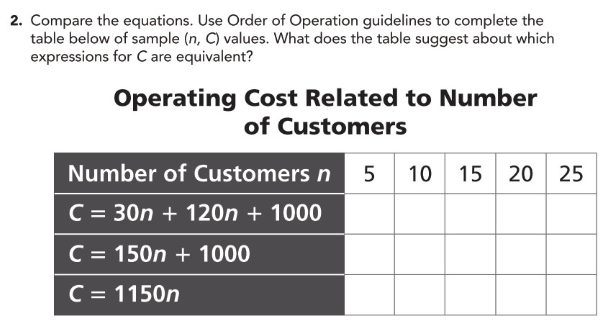 2. Compare the equations. Use Order of Operation guidelines to complete the
table below of sample (n, C) values. What does the table suggest about which
expressions for C are equivalent?
Operating Cost Related to Number
of Customers
Number of Customers n 5 10 15 20 25
C = 30n + 120n + 1000
C = 150n + 1000
C = 1150n